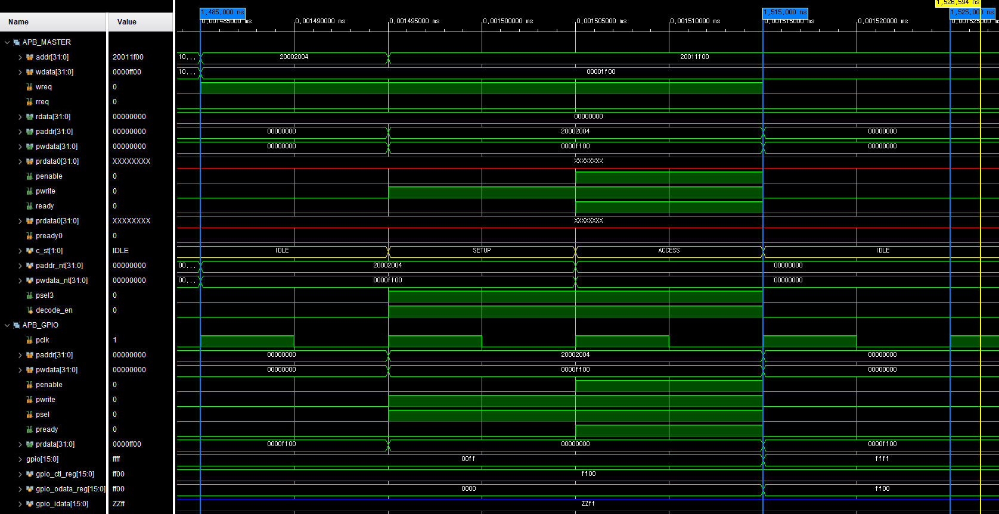 1,526,594 ns
1,485,000 ns 1,515,000 ns 1,525,000 ns
Name Value
0.001485000 ms 0.001490000 ms 0.001495000 ms 0.001500000 ms 0.001505000 ms 0.001510000 ms 0.001515000 ms 0.001520000 ms 0.001525000 ms
APB_MASTER
addr[31:0] 20011f00 10... 20002004 20011f00
wdata[31:0] 0000ff00 10... 0000ff00
wreq 0
rreq 0
rdata[31:0] 00000000 00000000
paddr[31:0] 00000000 00000000 20002004 00000000
pwdata[31:0] 00000000 00000000 0000ff00 00000000
prdata0[31:0] XXXXXXXX XXXXXXXX
penable 0
pwrite 0
ready 0
prdata0[31:0] XXXXXXXX XXXXXXXX
pready0 0
c_st[1:0] IDLE IDLE SETUP ACCESS IDLE
paddr_nt[31:0] 00000000 00... 20002004 00000000
pwdata_nt[31:0] 00000000 00... 0000ff00 00000000
psel3 0
decode_en 0
APB_GPIO
pclk 1
paddr[31:0] 00000000 00000000 20002004 00000000
pwdata[31:0] 00000000 00000000 0000ff00 00000000
penable 0
pwrite 0
psel 0
pready 0
prdata[31:0] 0000ff00 0000ff00 00000000 0000ff00
gpio[15:0] ffff 00ff ffff
gpio_ctl_reg[15:0] ff00 ff00
gpio_odata_reg[15:0] ff00 0000 ff00
gpio_idata[15:0] ZZff ZZff